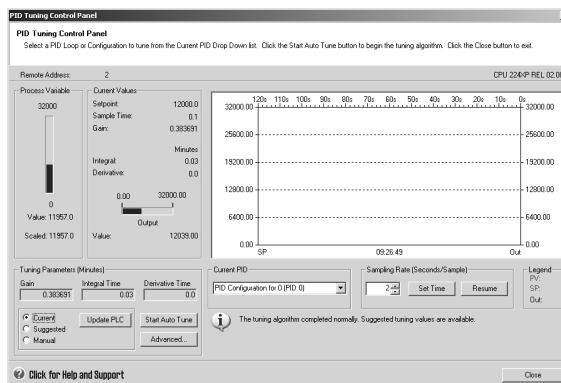 PID Tuning Control Panel
PID Tuning Control Panel
Select a PID Loop or Configuration to tune from the Current PID Drop Down list. Click the Start Auto Tune button to begin the tuning algorithm. Click the Close button to exit.
Remote Address: 2 CPU 224XP REL 02.00
Process Variable
32000
0
Value: 11957.0
Scaled: 11957.0
Current Values
Setpoint: 12000.0
Sample Time: 0.1
Gain: 0.383691
Minutes
Integral: 0.03
Derivative: 0.0
0.00 32000.00
Output
Value: 12039.00
120s 110s 100s 90s 80s 70s 60s 50s 40s 30s 20s 10s 0s
32000.00 32000.00
25600.00 25600.00
19200.00 19200.00
12800.00 12800.00
6400.00 6400.00
0.00 0.00
SP 09:26:49 Out
Tuning Parameters (Minutes)
Gain Integral Time Derivative Time
0.383691 0.03 0.0
Current
Suggested
Manual
Update PLC
Start Auto Tune
Advanced...
Current PID
PID Configuration for 0 (PID 0)
Sampling Rate (Seconds/Sample)
2 Set Time Resume
Legend
PV:
SP:
Out:
The tuning algorithm completed normally. Suggested tuning values are available.
Click for Help and Support
Close